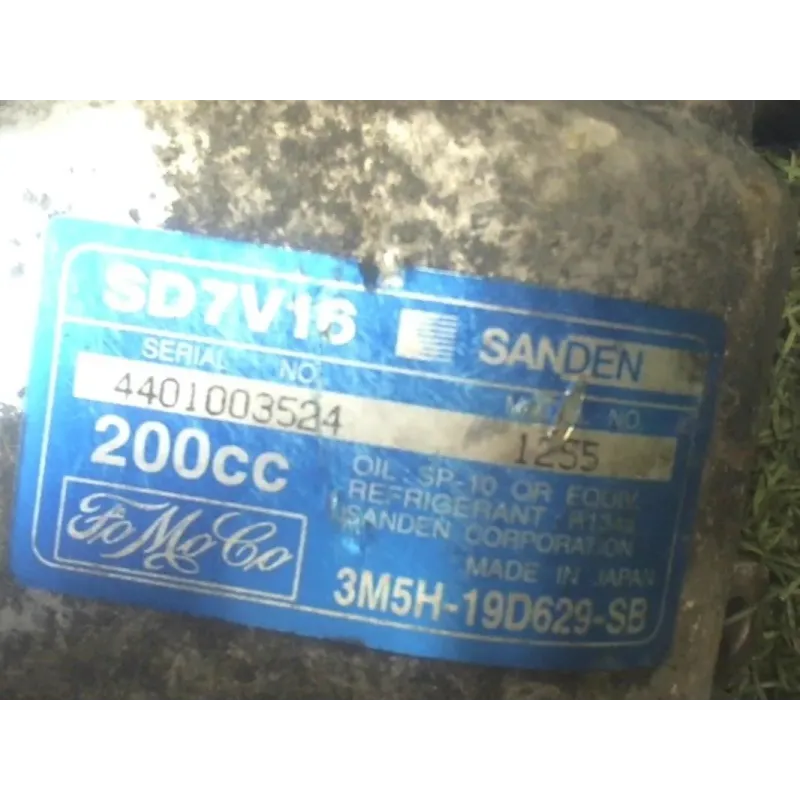 SD7V16 SANDEN
SERIAL NO. MODEL NO.
4401003524 1255
200cc
OIL: SP-10 OR EQUIV.
REFRIGERANT: R134a
SANDEN CORPORATION
MADE IN JAPAN
FoMoCo
3M5H-19D629-SB